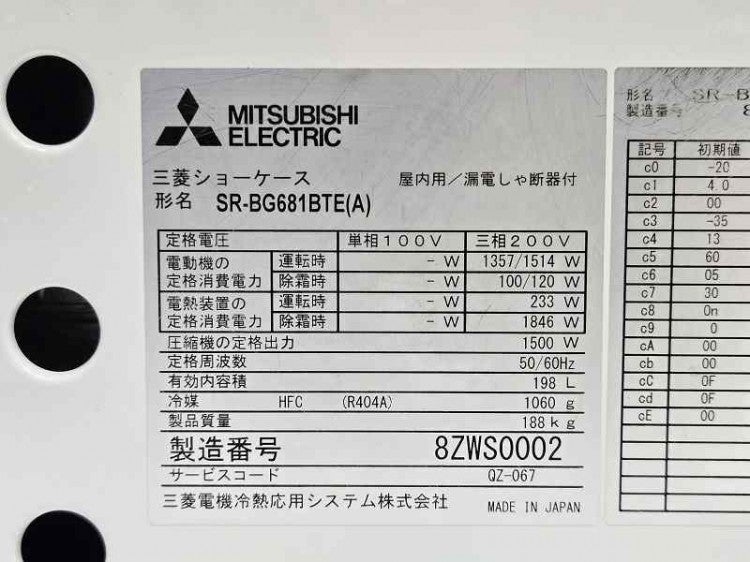 MITSUBISHI
ELECTRIC
三菱ショーケース 屋内用/漏電しゃ断器付
形名 SR-BG681BTE(A)
定格電圧 単相100V 三相200V
電動機の 運転時 - W 1357/1514 W
定格消費電力 除霜時 - W 100/120 W
電熱装置の 運転時 - W 233 W
定格消費電力 除霜時 - W 1846 W
圧縮機の定格出力 1500 W
定格周波数 50/60Hz
有効内容積 198 L
冷媒 HFC (R404A) 1060 g
製品質量 188kg
製造番号 8ZWS0002
サービスコード QZ-067
三菱電機冷熱応用システム株式会社 MADE IN JAPAN
形名 SR-B
製造番号 8
記号 初期値
c0 -20
c1 4.0
c2 00
c3 -35
c4 13
c5 60
c6 05
c7 30
c8 0n
c9 0
cA 00
cb 00
cC 0F
cd 0F
cE 00